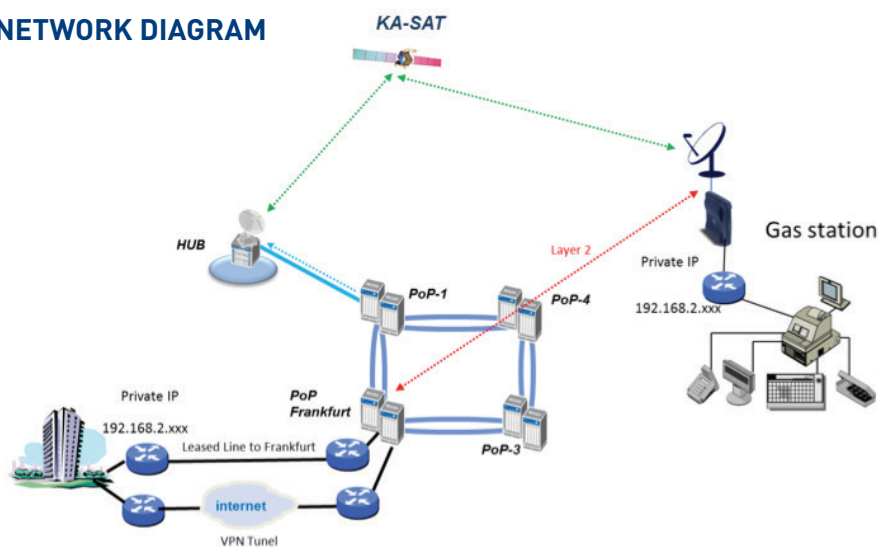 NETWORK DIAGRAM
KA-SAT
HUB
Layer 2
Gas station
Private IP
192.168.2.xxx
PoP-1
PoP-4
PoP
Frankfurt
PoP-3
Private IP
192.168.2.xxx
Leased Line to Frankfurt
internet
VPN Tunel